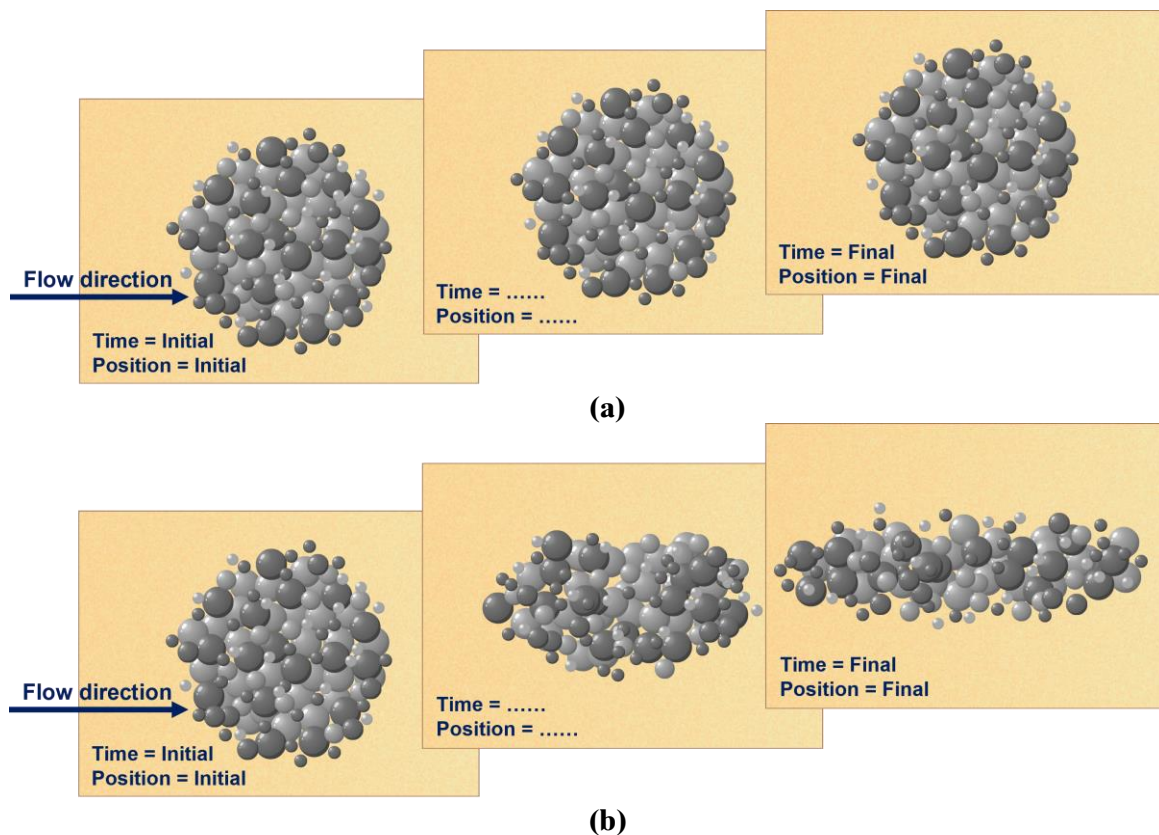 Flow direction
Time = Initial
Position = Initial
Time = ......
Position = ......
Time = Final
Position = Final
(a)
Flow direction
Time = Initial
Position = Initial
Time = ......
Position = ......
Time = Final
Position = Final
(b)